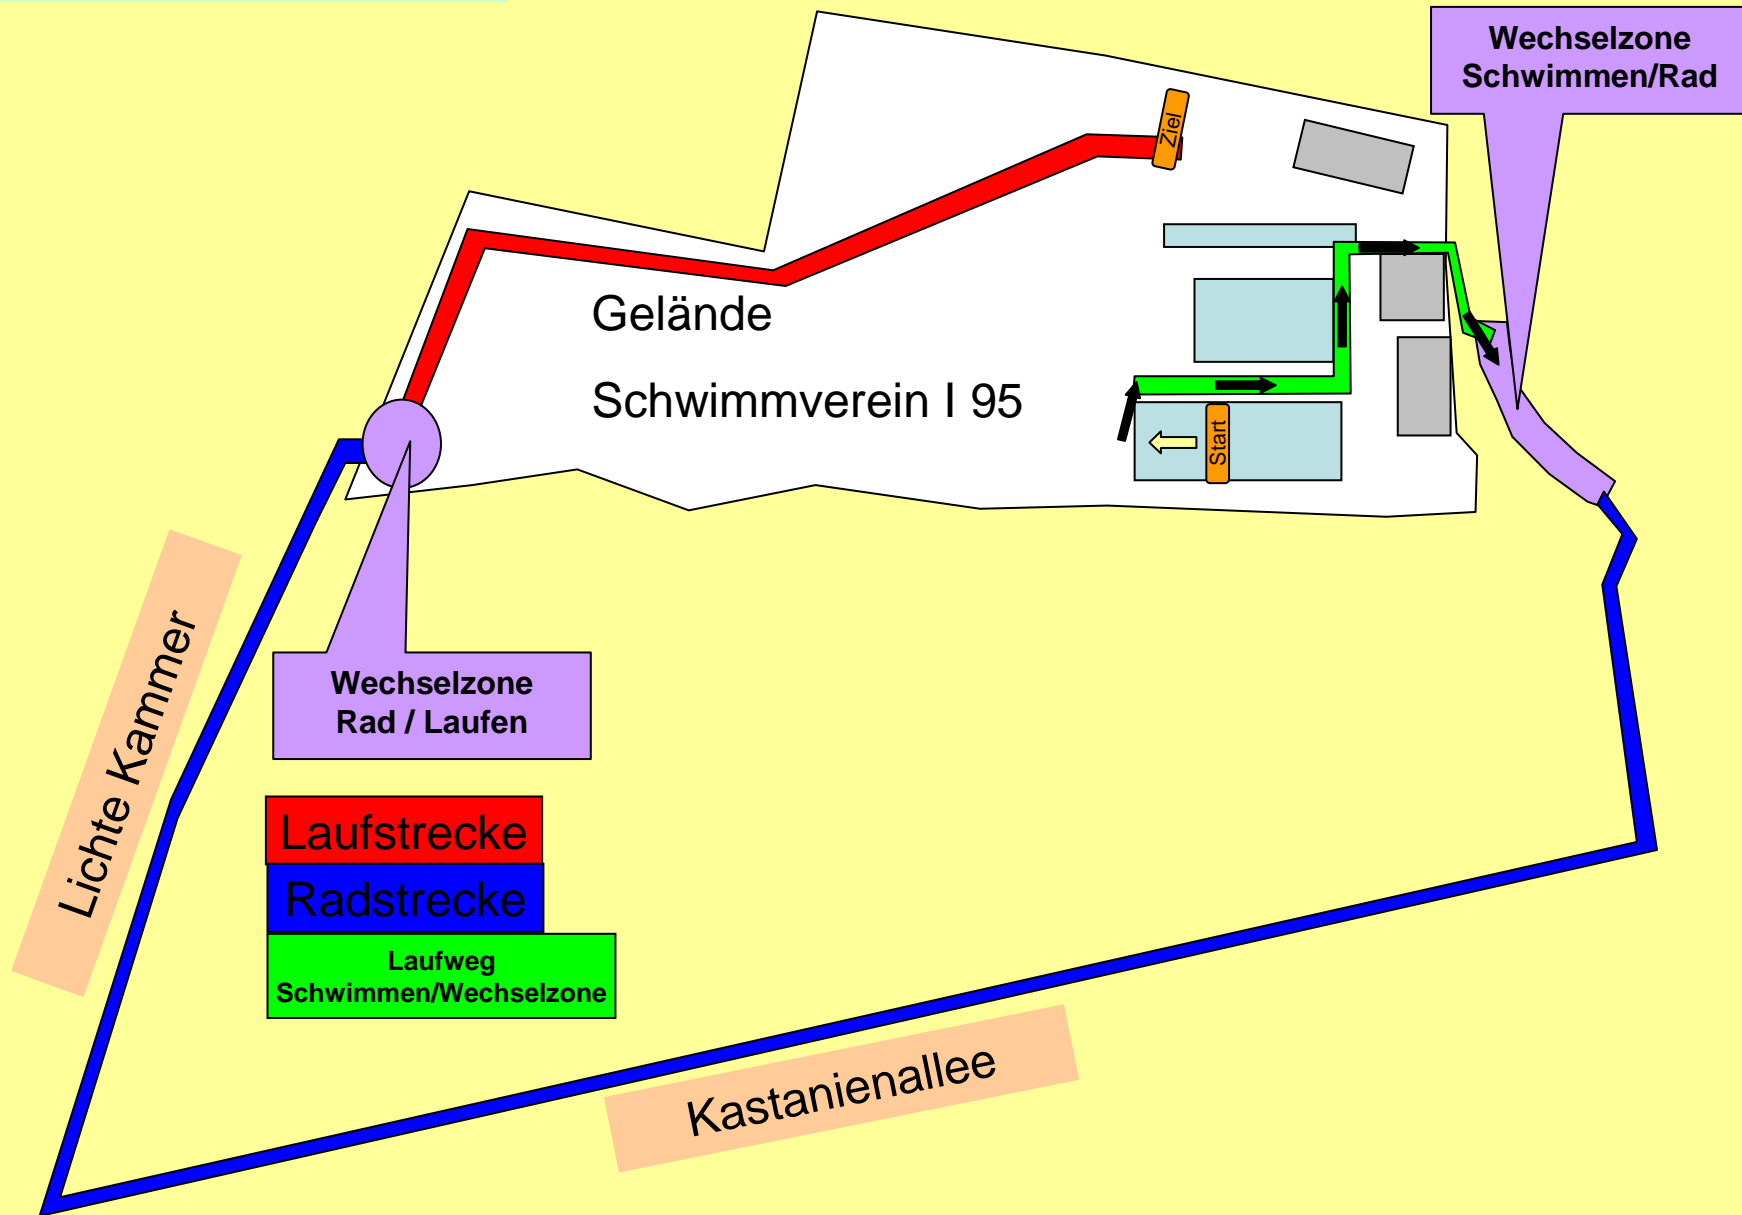 Wechselzone
Schwimmen/Rad
Ziel
Gelände
Schwimmverein I 95
Start
Lichte Kammer
Wechselzone
Rad / Laufen
Laufstrecke
Radstrecke
Laufweg
Schwimmen/Wechselzone
Kastanienallee